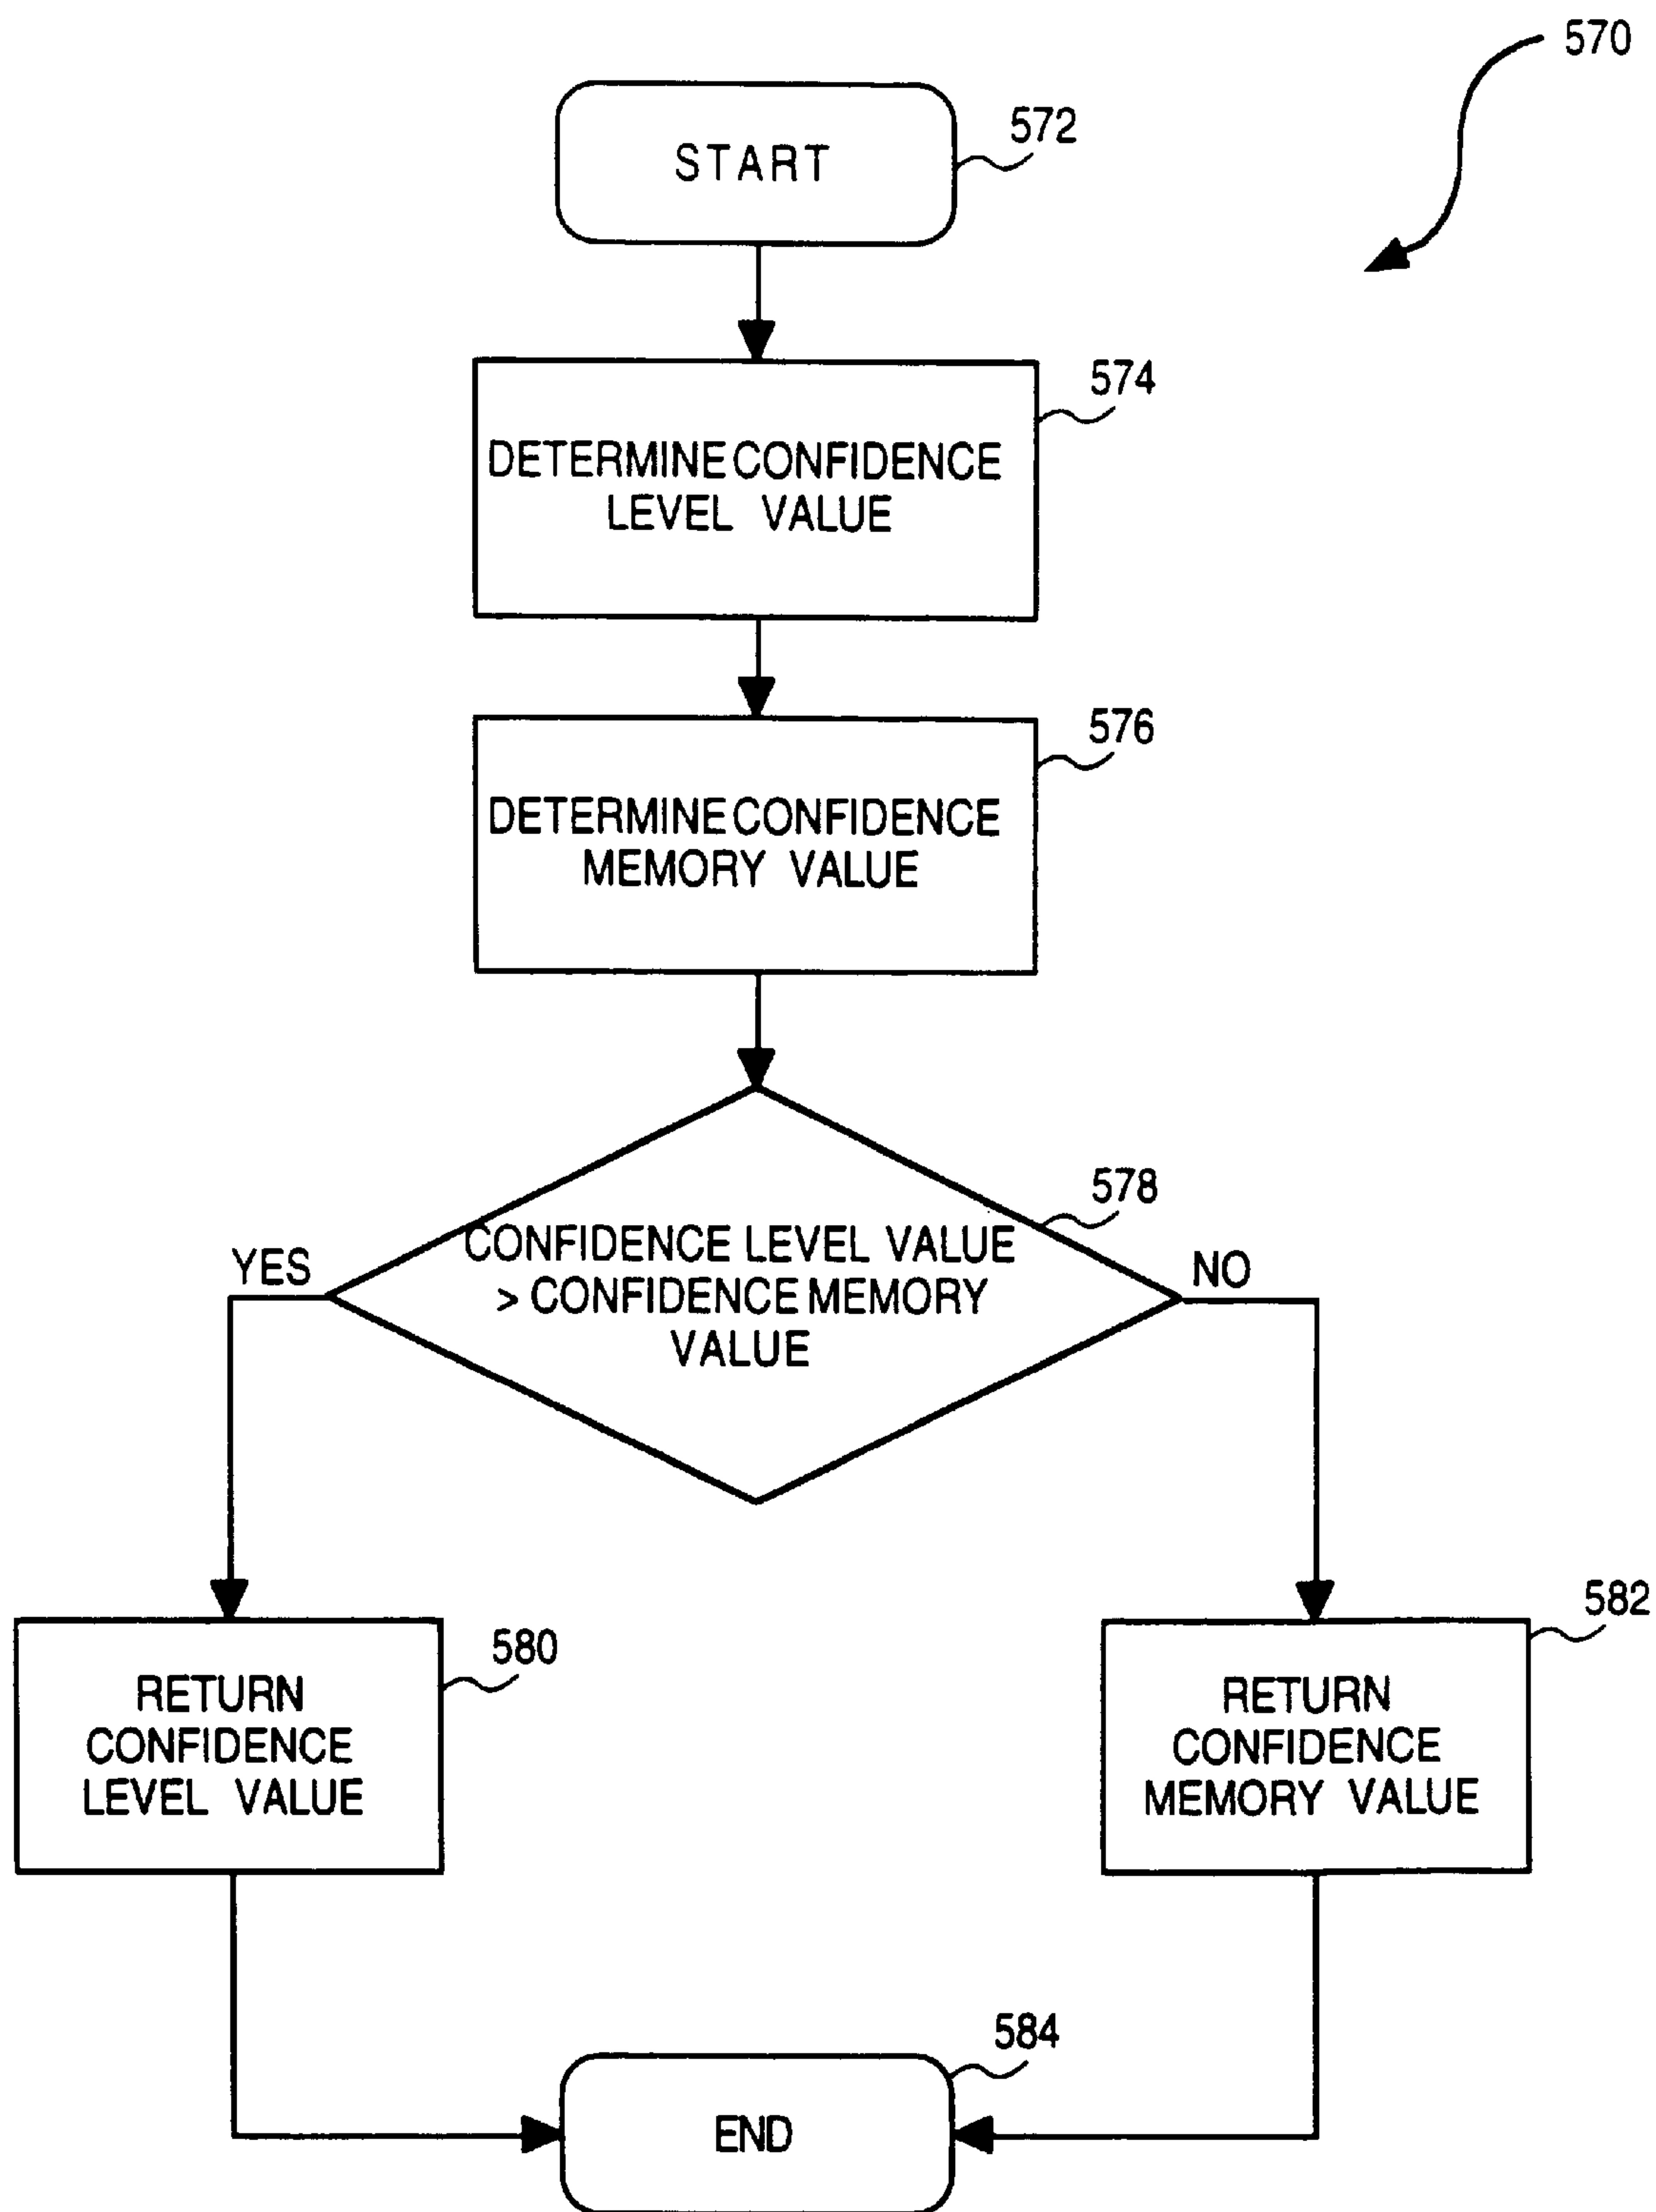 570
572
START
574
DETERMINE CONFIDENCE
LEVEL VALUE
576
DETERMINE CONFIDENCE
MEMORY VALUE
578
CONFIDENCE LEVEL VALUE
> CONFIDENCE MEMORY
VALUE
YES
NO
580
RETURN
CONFIDENCE
LEVEL VALUE
582
RETURN
CONFIDENCE
MEMORY VALUE
584
END